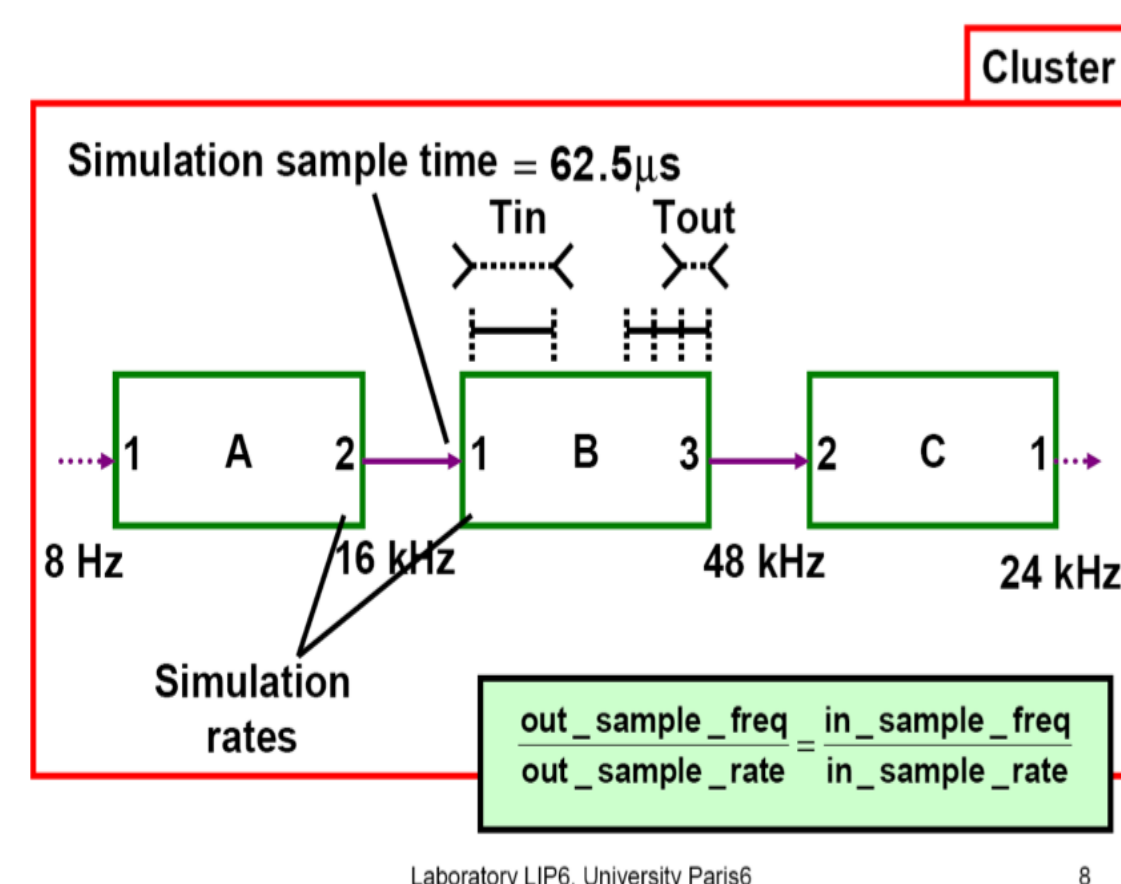 Cluster
Simulation sample time = 62.5µs
Tin Tout
1 A 2 1 B 3 2 C 1
8 Hz 16 kHz 48 kHz 24 kHz
Simulation
rates
out_sample_freq = in_sample_freq
out_sample_rate in_sample_rate
Laboratory LIP6, University Paris6 8